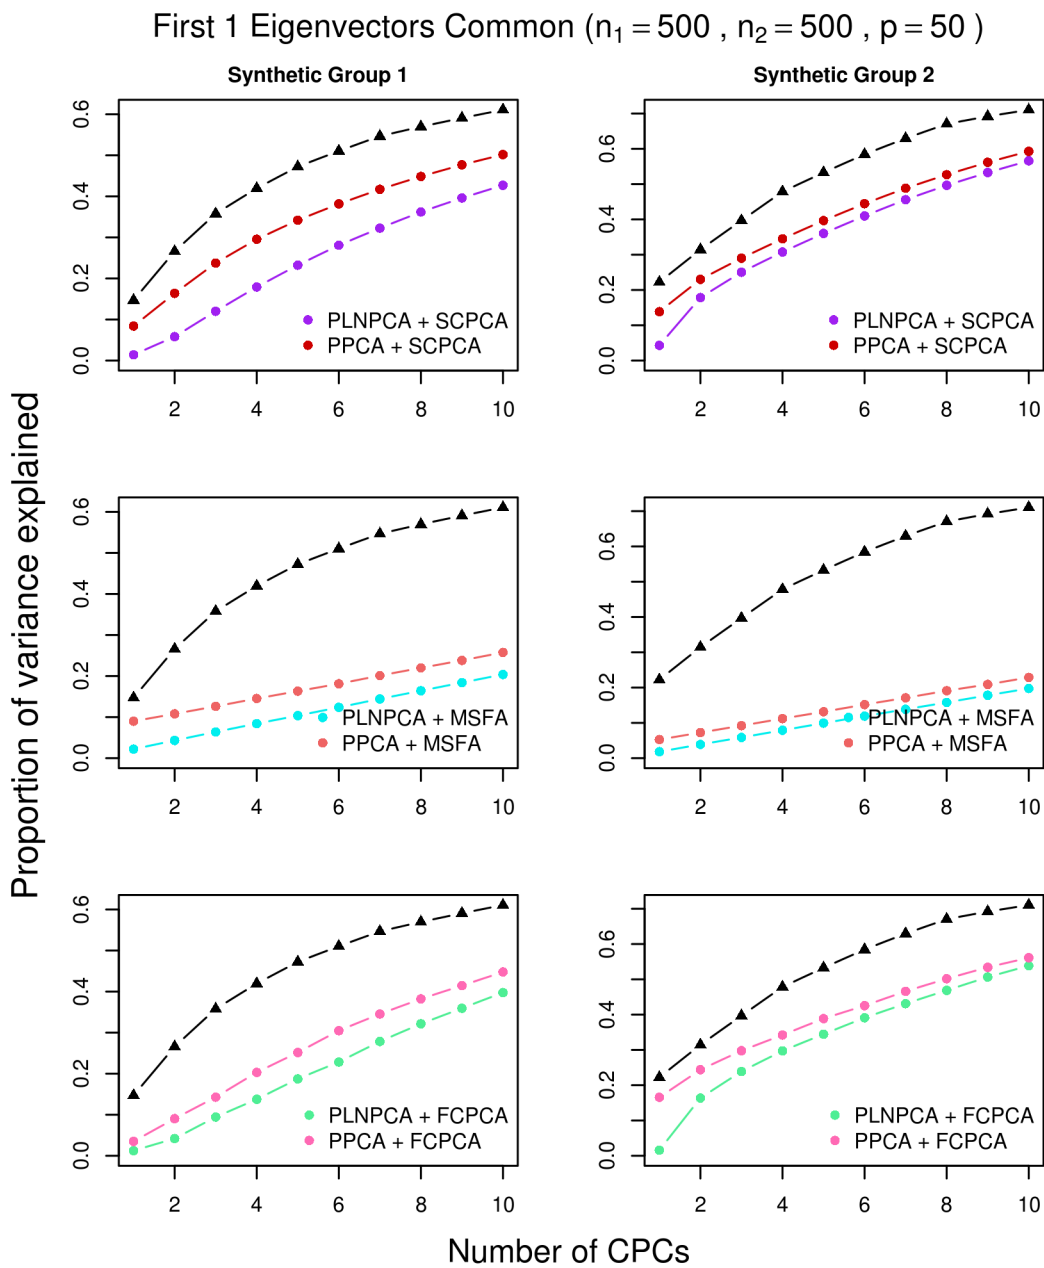 First 1 Eigenvectors Common (n1 = 500 , n2 = 500 , p = 50 )
Synthetic Group 1
Synthetic Group 2
Proportion of variance explained
0.0 0.2 0.4 0.6
PLNPCA + SCPCA
PPCA + SCPCA
2 4 6 8 10
0.0 0.2 0.4 0.6
PLNPCA + SCPCA
PPCA + SCPCA
2 4 6 8 10
0.0 0.2 0.4 0.6
PLNPCA + MSFA
PPCA + MSFA
2 4 6 8 10
0.0 0.2 0.4 0.6
PLNPCA + MSFA
PPCA + MSFA
2 4 6 8 10
0.0 0.2 0.4 0.6
PLNPCA + FCPCA
PPCA + FCPCA
2 4 6 8 10
0.0 0.2 0.4 0.6
PLNPCA + FCPCA
PPCA + FCPCA
2 4 6 8 10
Number of CPCs